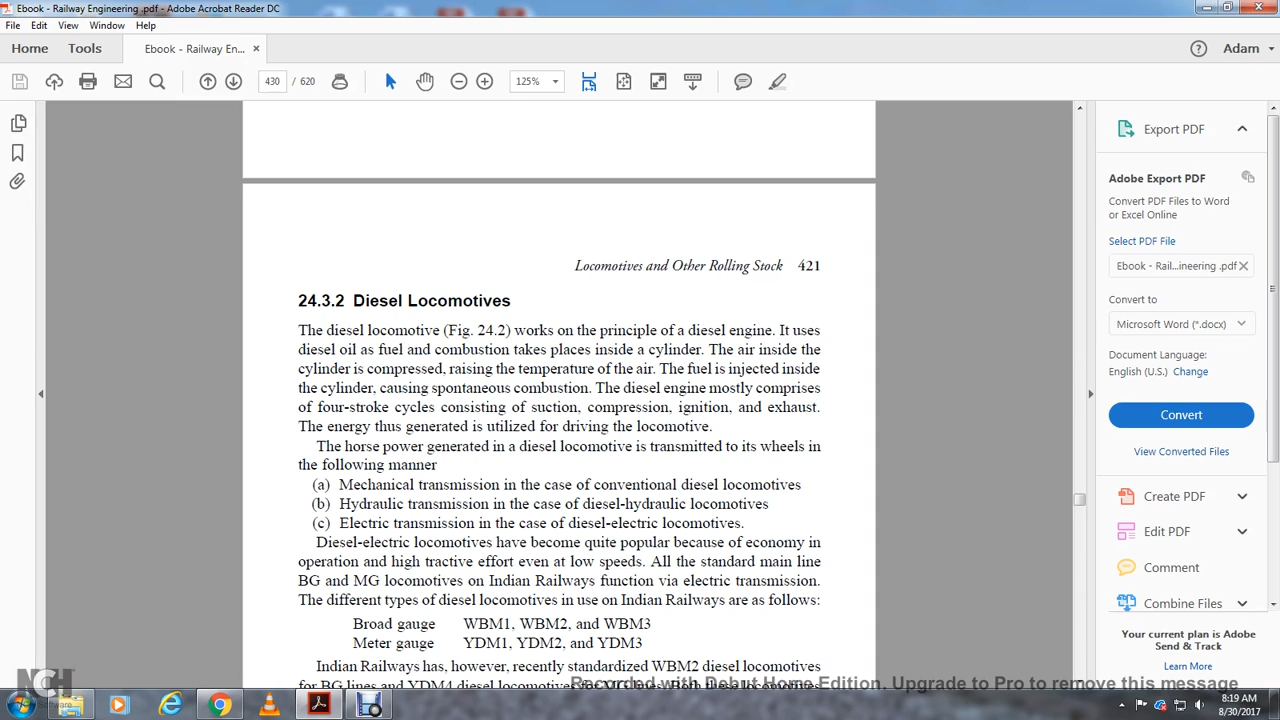 Ebook - Railway Engineering .pdf - Adobe Acrobat Reader DC
File Edit View Window Help
Home Tools Ebook - Railway En... × Adam
430 / 620 125%
Export PDF
Adobe Export PDF
Convert PDF Files to Word
or Excel Online
Select PDF File
Ebook - Rail...ineering .pdf
Convert to
Microsoft Word (*.docx)
Document Language:
English (U.S.) Change
Convert
View Converted Files
Create PDF
Edit PDF
Comment
Combine Files
Your current plan is Adobe
Send & Track
Learn More
Locomotives and Other Rolling Stock 421
24.3.2 Diesel Locomotives
The diesel locomotive (Fig. 24.2) works on the principle of a diesel engine. It uses
diesel oil as fuel and combustion takes places inside a cylinder. The air inside the
cylinder is compressed, raising the temperature of the air. The fuel is injected inside
the cylinder, causing spontaneous combustion. The diesel engine mostly comprises
of four-stroke cycles consisting of suction, compression, ignition, and exhaust.
The energy thus generated is utilized for driving the locomotive.
The horse power generated in a diesel locomotive is transmitted to its wheels in
the following manner
(a) Mechanical transmission in the case of conventional diesel locomotives
(b) Hydraulic transmission in the case of diesel-hydraulic locomotives
(c) Electric transmission in the case of diesel-electric locomotives.
Diesel-electric locomotives have become quite popular because of economy in
operation and high tractive effort even at low speeds. All the standard main line
BG and MG locomotives on Indian Railways function via electric transmission.
The different types of diesel locomotives in use on Indian Railways are as follows:
Broad gauge WBM1, WBM2, and WBM3
Meter gauge YDM1, YDM2, and YDM3
Indian Railways has, however, recently standardized WBM2 diesel locomotives
for BG lines and YDM4 diesel locomotives
Recorded with Debut Home Edition. Upgrade to Pro to remove this message
NCH
Software
8:19 AM
8/30/2017